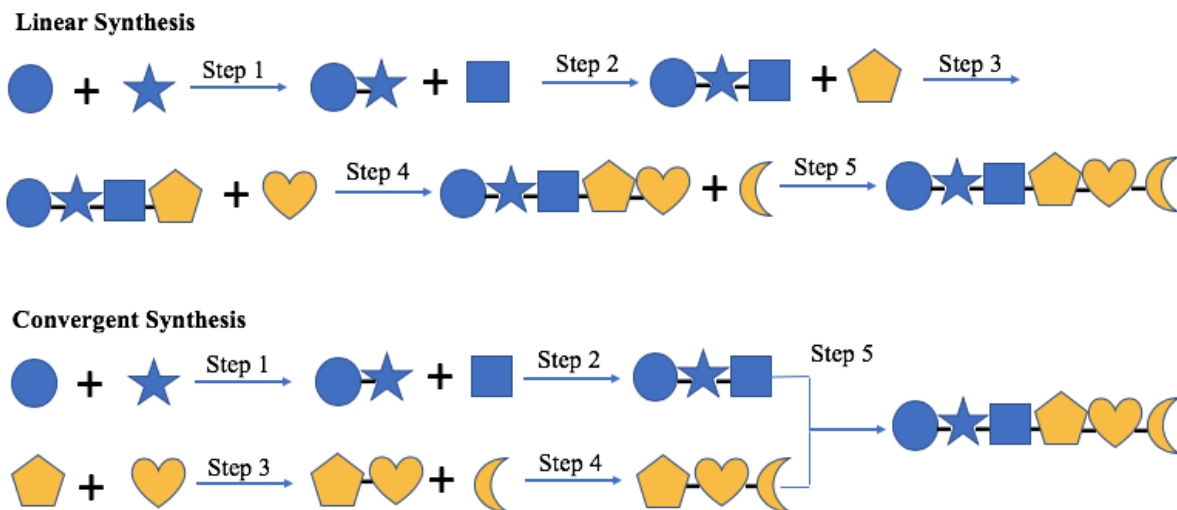 Linear Synthesis
+ Step 1 + Step 2 + Step 3
+ Step 4 + Step 5
Convergent Synthesis
+ Step 1 + Step 2 Step 5
+ Step 3 + Step 4